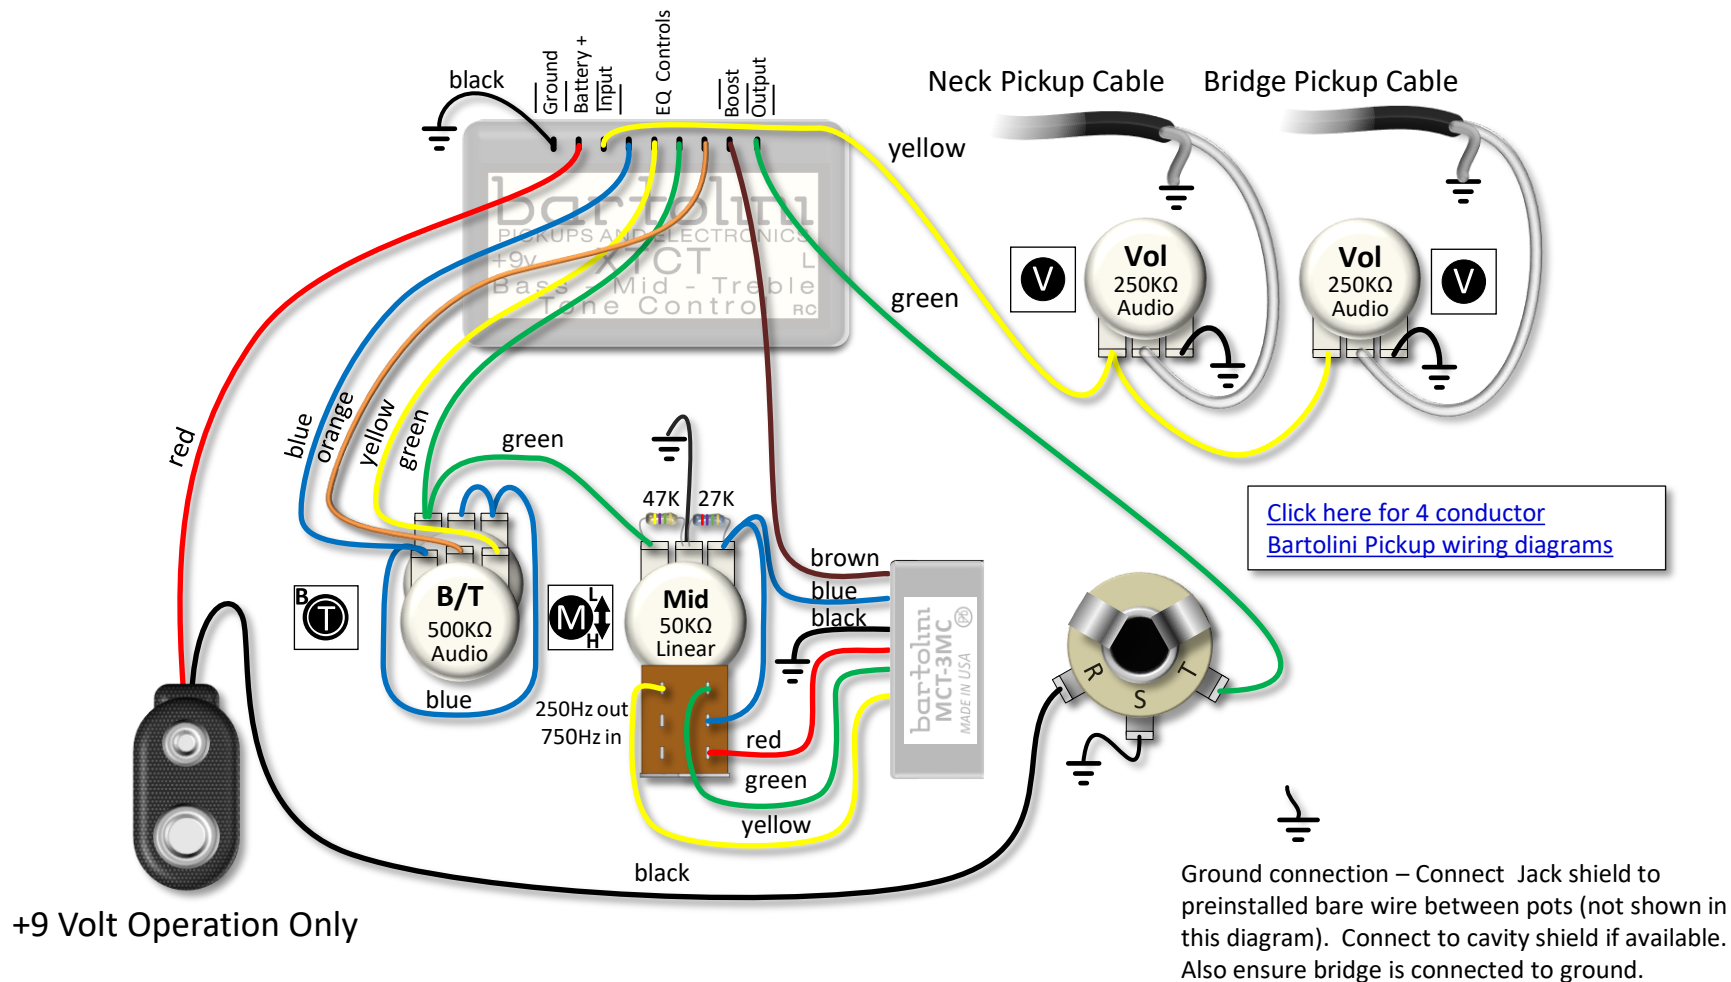 Ground
Battery +
Input
EQ Controls
Boost
Output
black
Neck Pickup Cable
Bridge Pickup Cable
yellow
bartolini
PICKUPS AND ELECTRONICS
+9v XTCT L
Bass - Mid - Treble
Tone Control RC
green
V
Vol
250KΩ
Audio
Vol
250KΩ
Audio
V
red
blue
orange
yellow
green
green
47K
27K
Click here for 4 conductor
Bartolini Pickup wiring diagrams
brown
blue
black
B
T
B/T
500KΩ
Audio
M
L
H
Mid
50KΩ
Linear
bartolini
MCT-3MC
MADE IN USA
Pb
R
S
T
blue
250Hz out
750Hz in
red
green
yellow
black
+9 Volt Operation Only
Ground connection – Connect Jack shield to
preinstalled bare wire between pots (not shown in
this diagram). Connect to cavity shield if available.
Also ensure bridge is connected to ground.